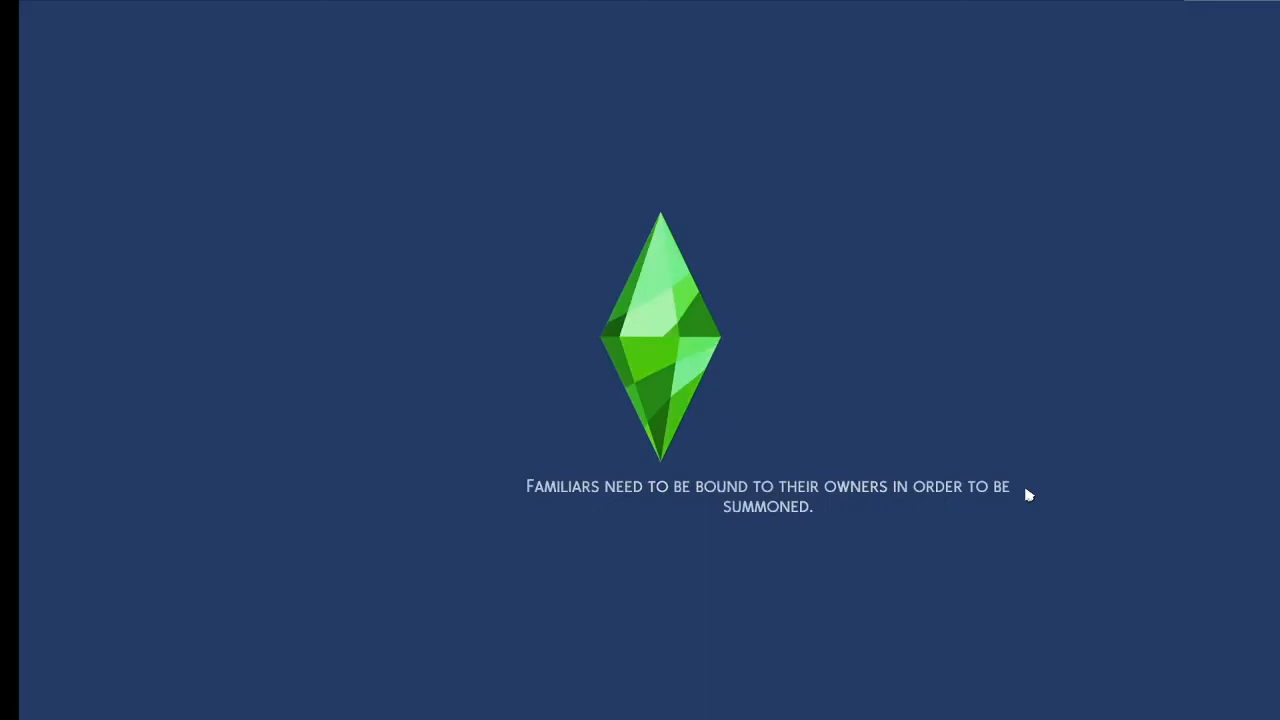 Familiars need to be bound to their owners in order to be
summoned.